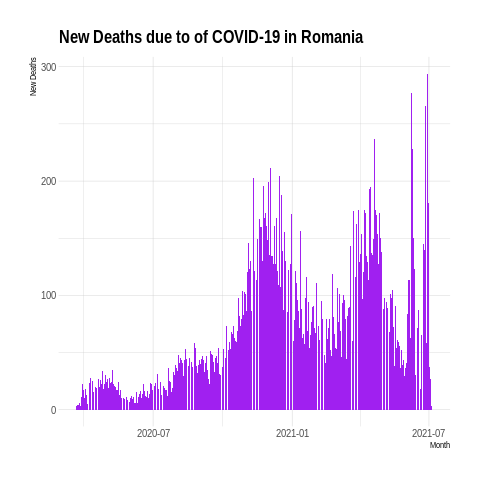 New Deaths due to of COVID-19 in Romania
New Deaths
300
200
100
0
2020-07
2021-01
2021-07
Month